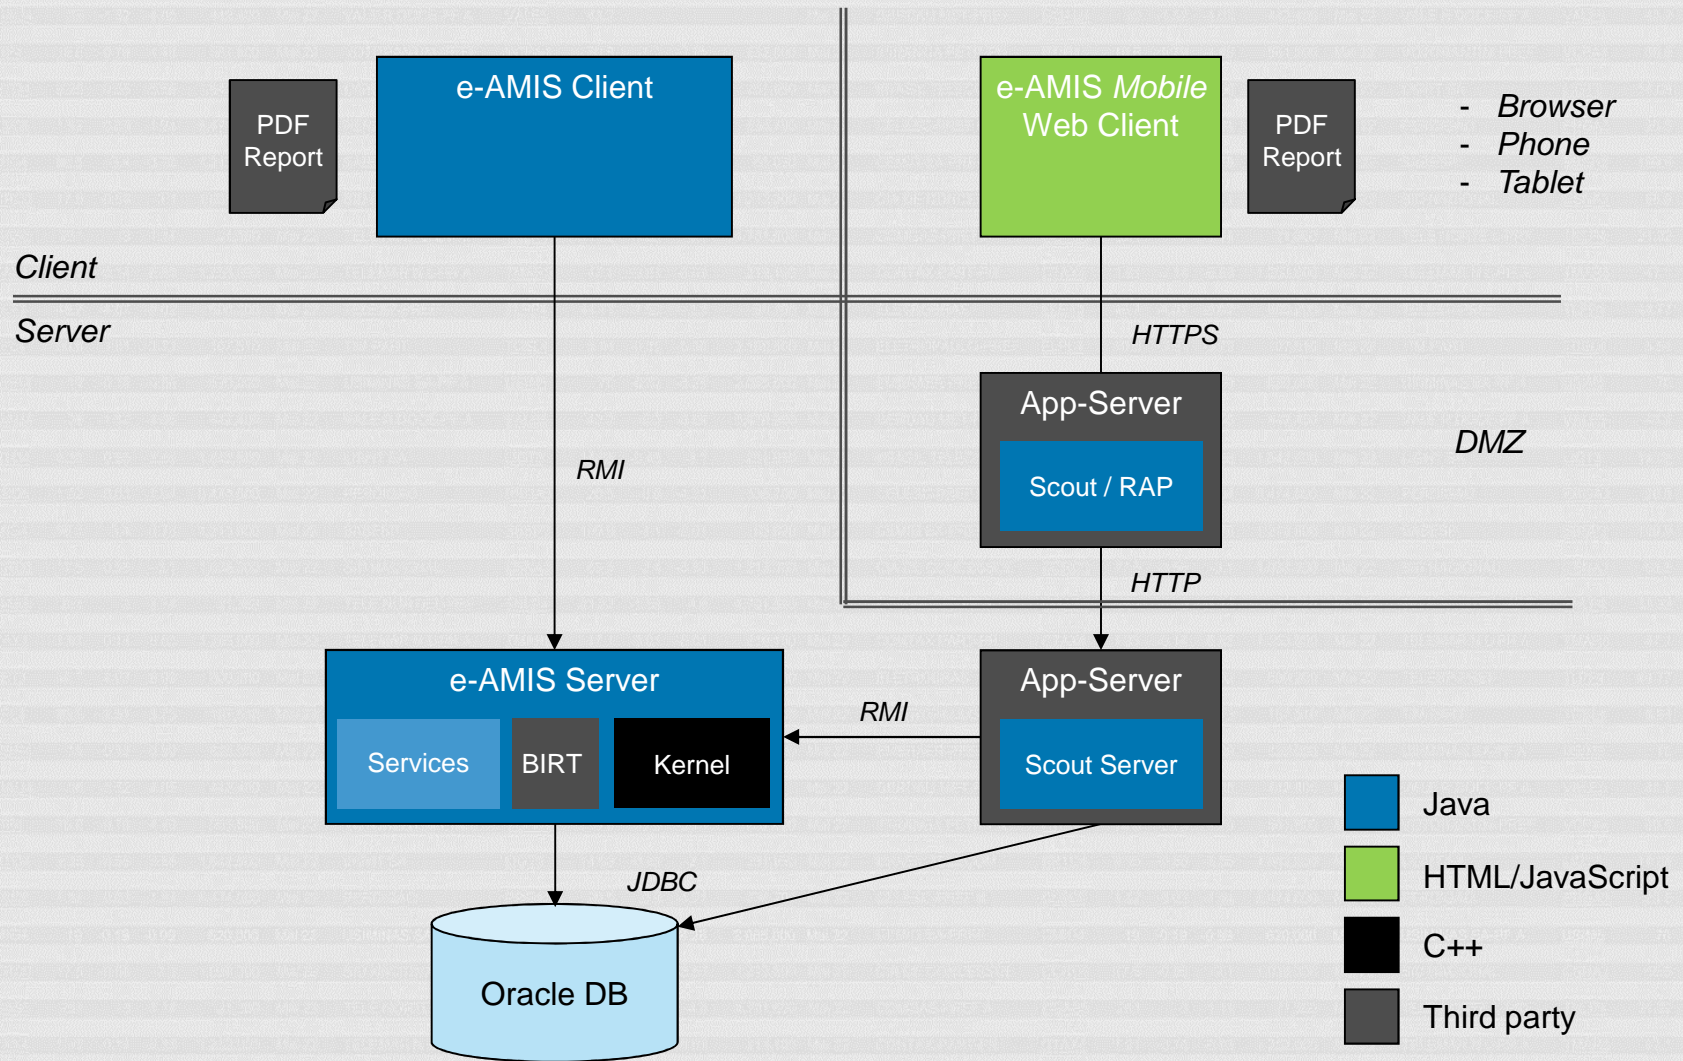 e-AMIS Client
PDF
Report
e-AMIS Mobile
Web Client
PDF
Report
- Browser
- Phone
- Tablet
Client
Server
HTTPS
App-Server
Scout / RAP
DMZ
RMI
HTTP
e-AMIS Server
Services
BIRT
Kernel
RMI
App-Server
Scout Server
JDBC
Oracle DB
Java
HTML/JavaScript
C++
Third party